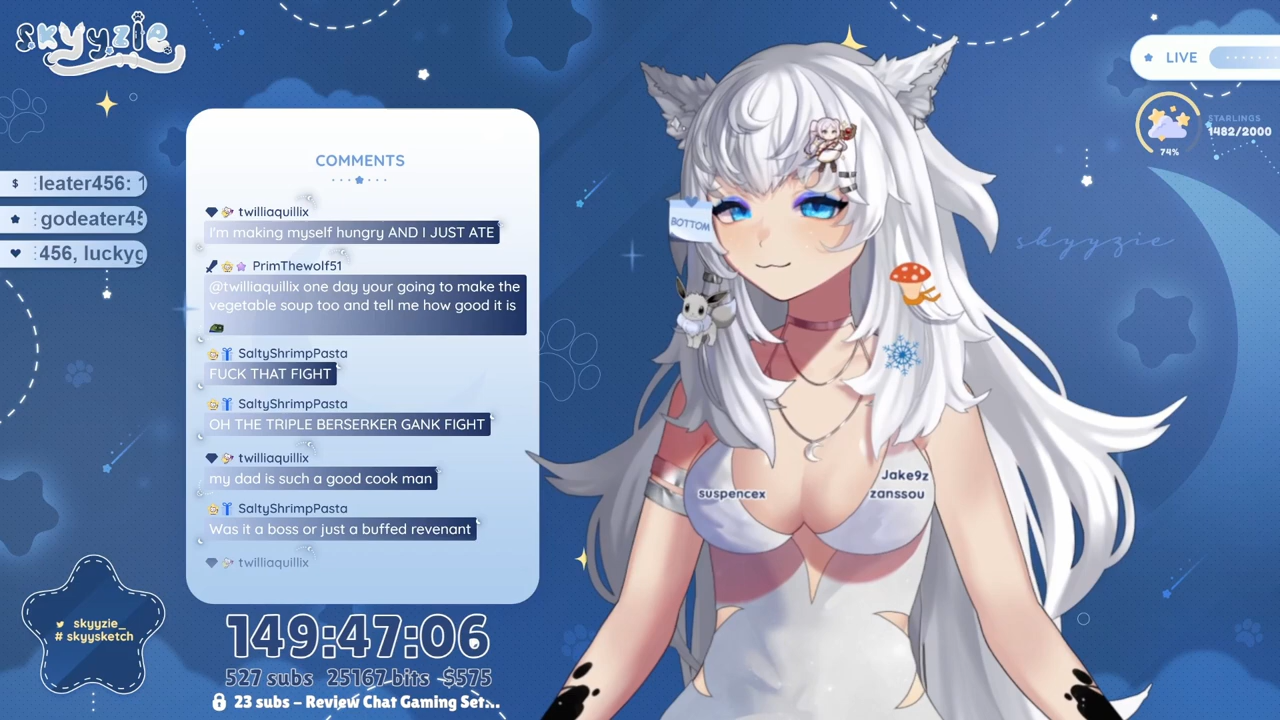 skyyzie
LIVE
STARLINGS
1482/2000
74%
COMMENTS
twilliaquillix
I'm making myself hungry AND I JUST ATE
PrimThewolf51
@twilliaquillix one day your going to make the
vegetable soup too and tell me how good it is
SaltyShrimpPasta
FUCK THAT FIGHT
SaltyShrimpPasta
OH THE TRIPLE BERSERKER GANK FIGHT
twilliaquillix
my dad is such a good cook man
SaltyShrimpPasta
Was it a boss or just a buffed revenant
twilliaquillix
$ leater456: 1
godeater45
456, luckyg
BOTTOM
skyyzie
suspencex
Jake9z
zanssou
skyyzie_
# skyysketch
149:47:06
527 subs 25167 bits $575
23 subs - Review Chat Gaming Set...